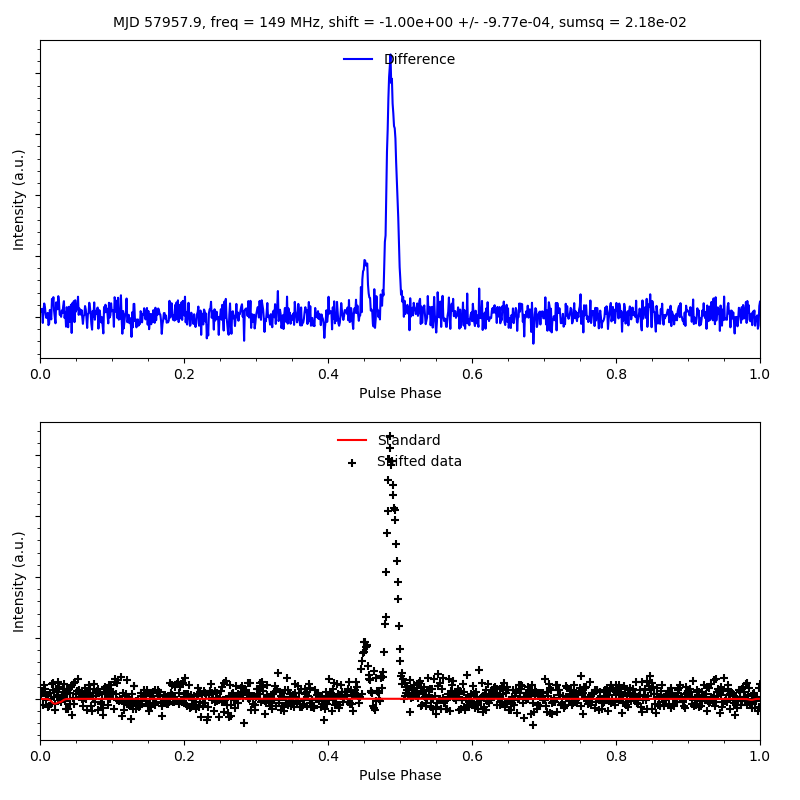 MJD 57957.9, freq = 149 MHz, shift = -1.00e+00 +/- -9.77e-04, sumsq = 2.18e-02
Difference
Intensity (a.u.)
0.0 0.2 0.4 0.6 0.8 1.0
Pulse Phase
Standard
Shifted data
Intensity (a.u.)
0.0 0.2 0.4 0.6 0.8 1.0
Pulse Phase